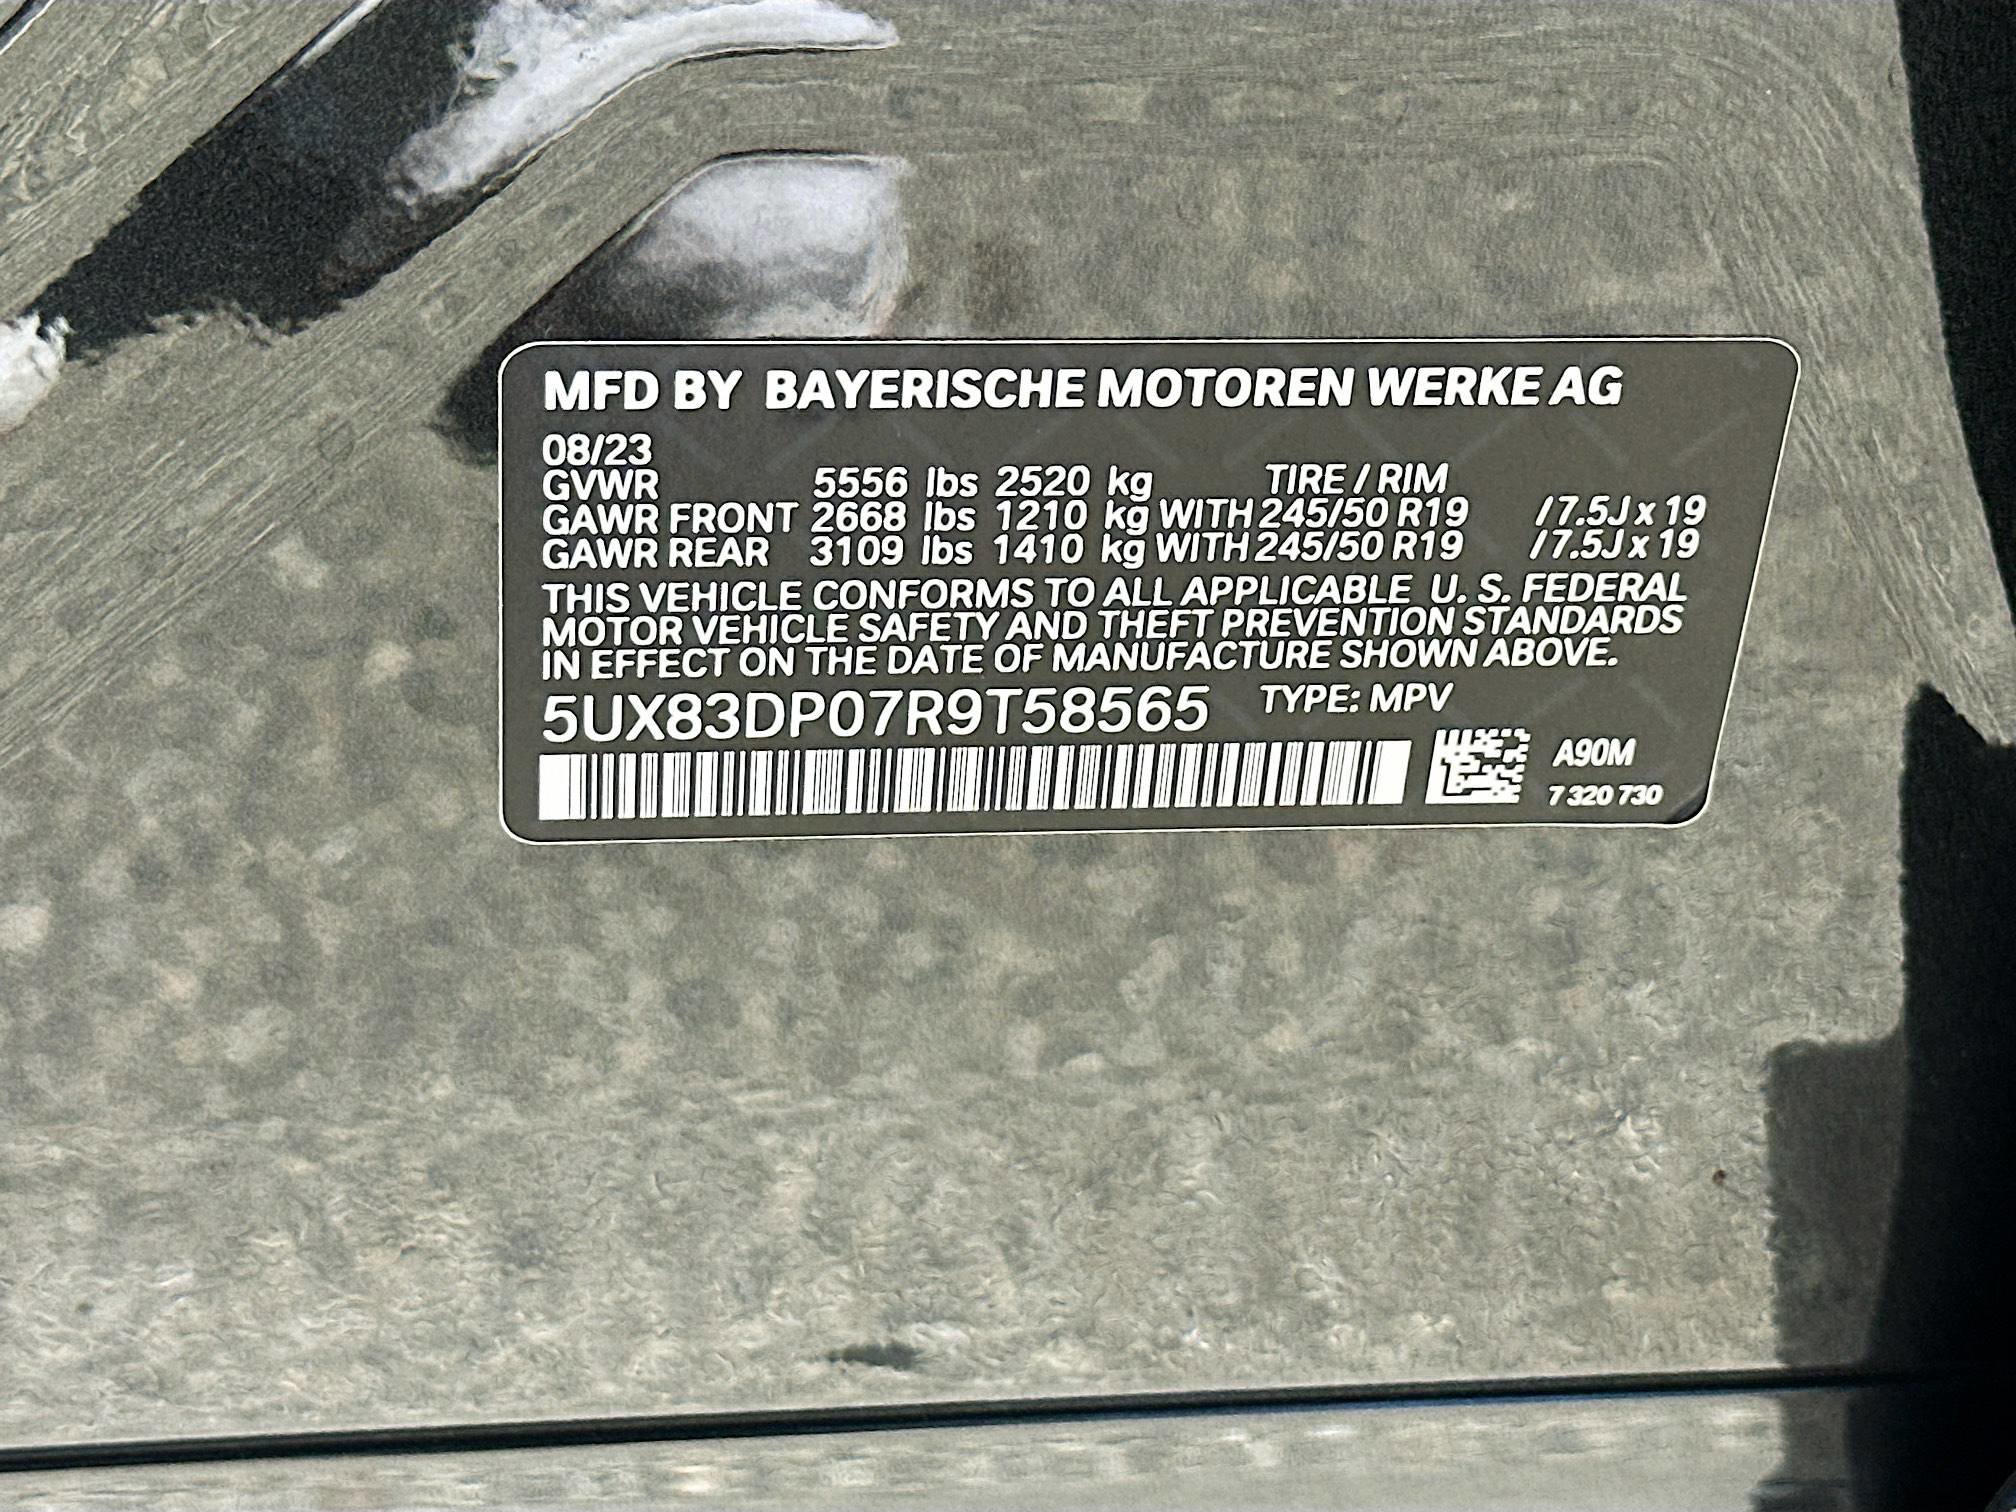 MFD BY BAYERISCHE MOTOREN WERKE AG
08/23
GVWR 5556 lbs 2520 kg TIRE / RIM
GAWR FRONT 2668 lbs 1210 kg WITH 245/50 R19 / 7.5J x 19
GAWR REAR 3109 lbs 1410 kg WITH 245/50 R19 / 7.5J x 19
THIS VEHICLE CONFORMS TO ALL APPLICABLE U. S. FEDERAL
MOTOR VEHICLE SAFETY AND THEFT PREVENTION STANDARDS
IN EFFECT ON THE DATE OF MANUFACTURE SHOWN ABOVE.
5UX83DP07R9T58565 TYPE: MPV
A90M
7 320 730